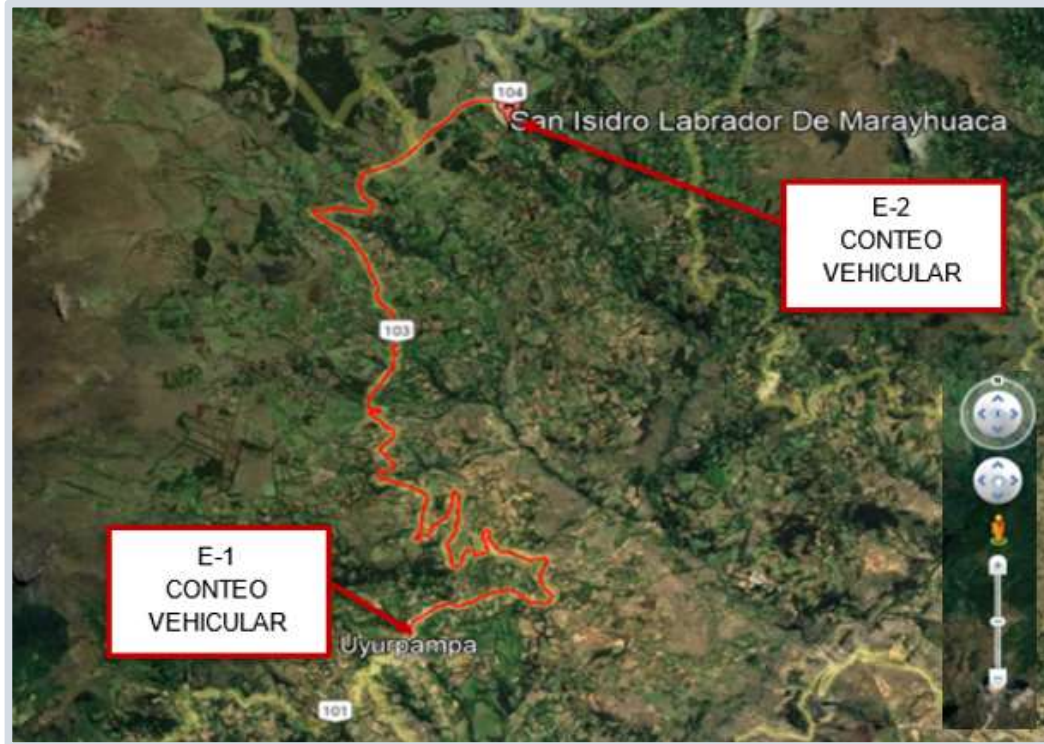 104
San Isidro Labrador De Marayhuaca
E-2
CONTEO
VEHICULAR
103
E-1
CONTEO
VEHICULAR
Uyurpampa
101